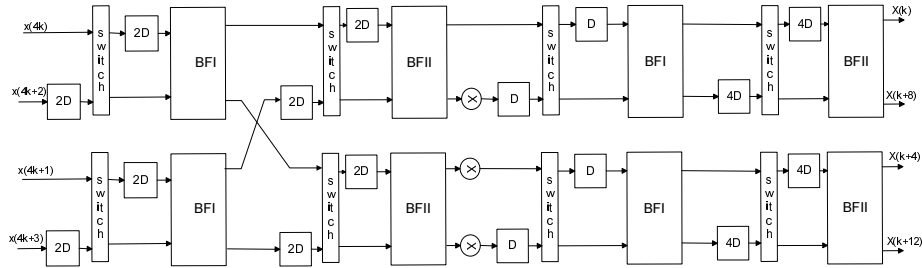 x(4k)
switch
2D
BFI
switch
2D
BFII
switch
D
BFI
switch
4D
BFII
X(k)
x(4k+2)
2D
2D
X
D
4D
X(k+8)
x(4k+1)
switch
2D
BFI
switch
2D
BFII
X
switch
D
BFI
switch
4D
BFII
X(k+4)
x(4k+3)
2D
2D
X
D
4D
X(k+12)